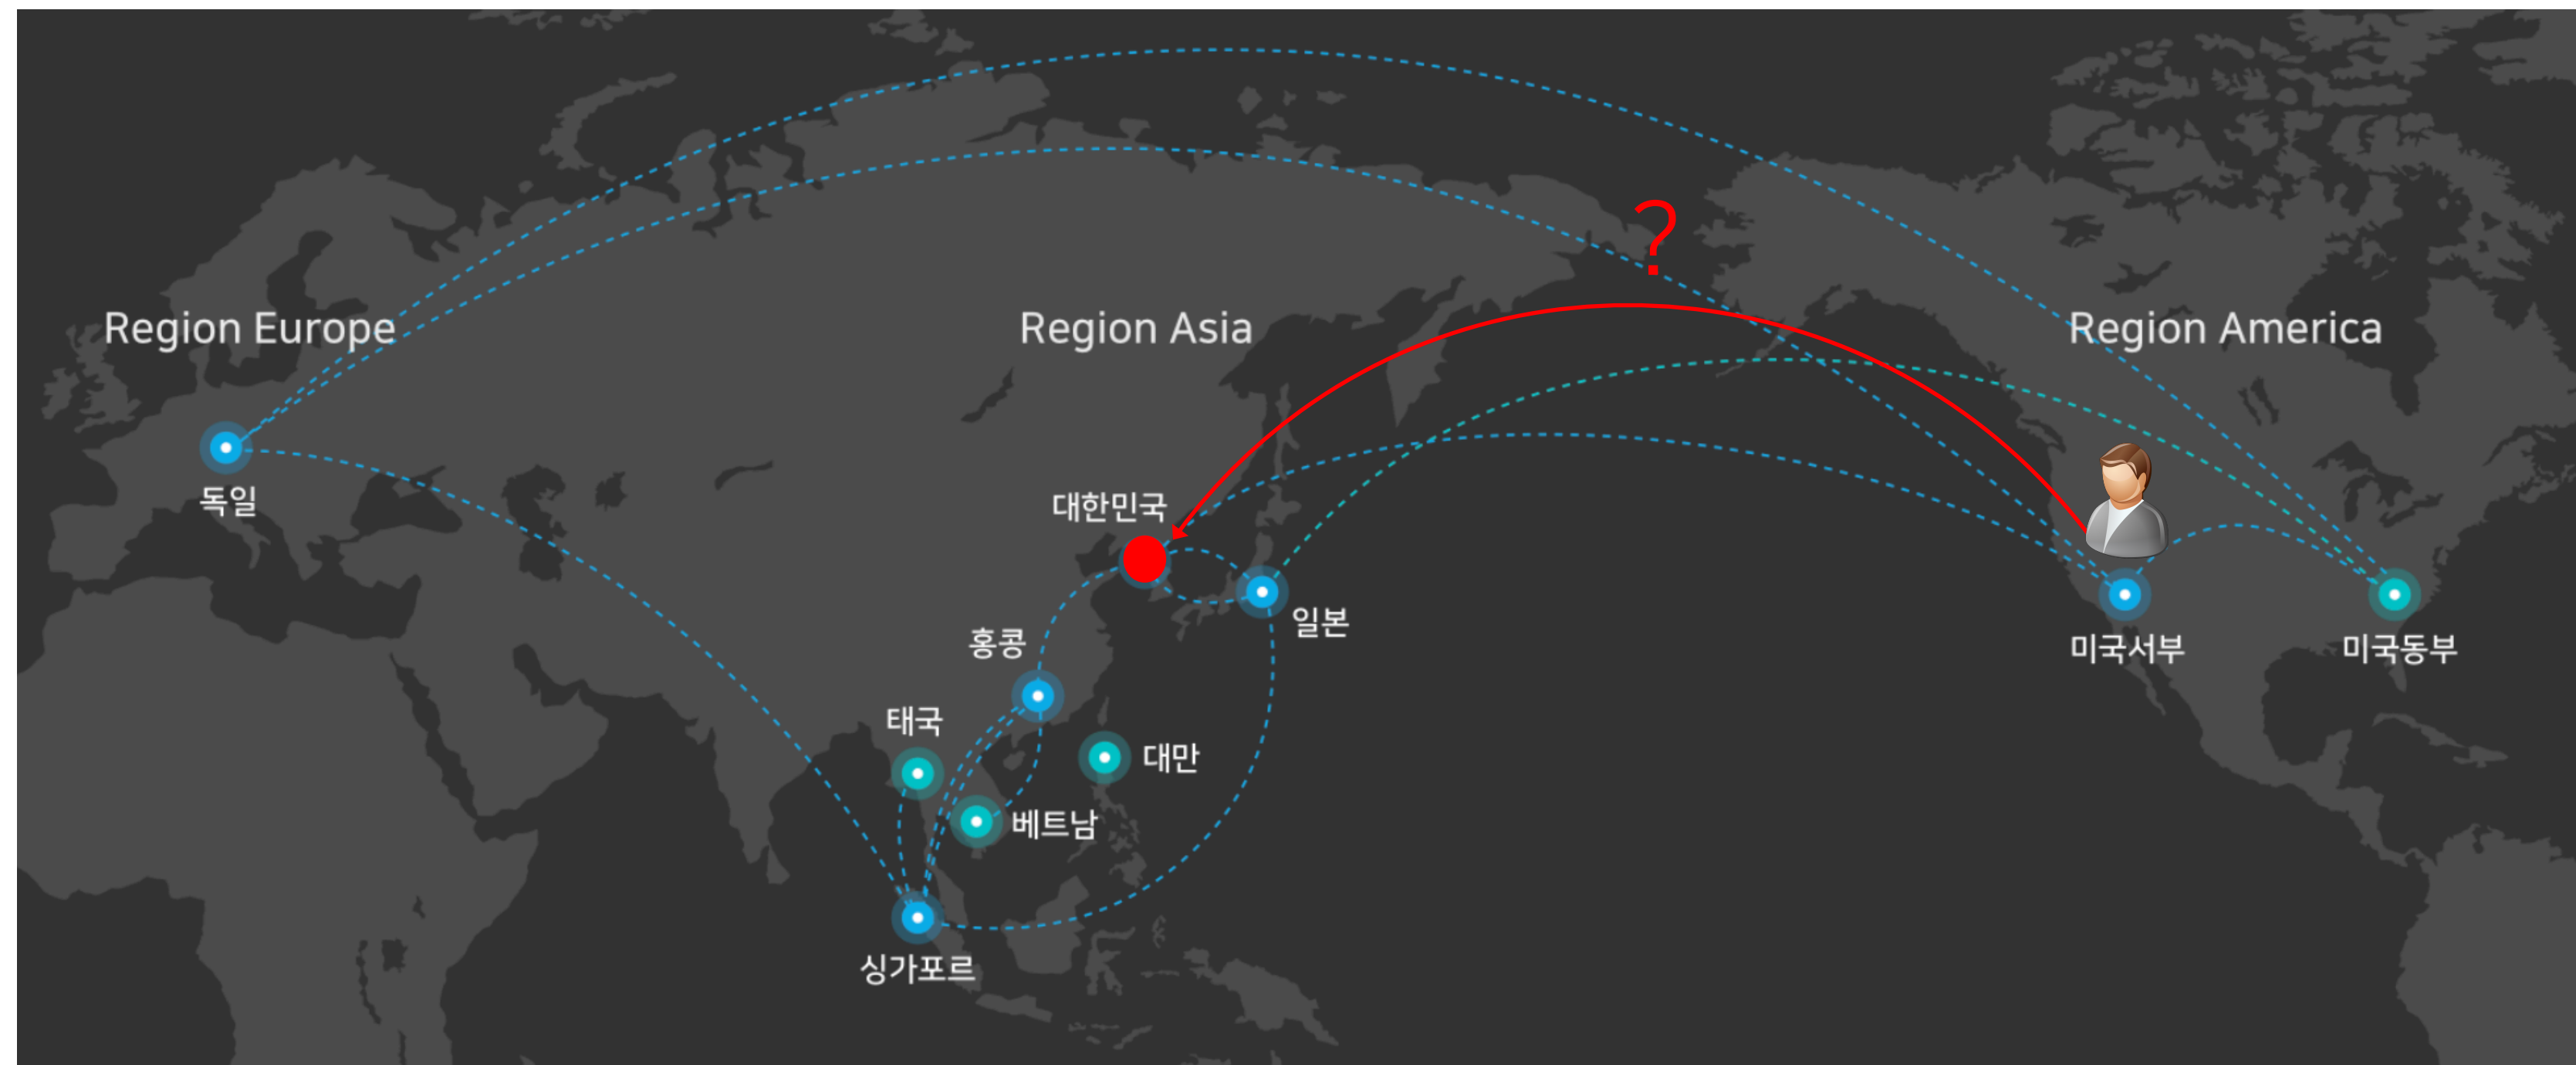 ?
Region Europe
Region Asia
Region America
독일
대한민국
일본
홍콩
미국서부
미국동부
태국
대만
베트남
싱가포르